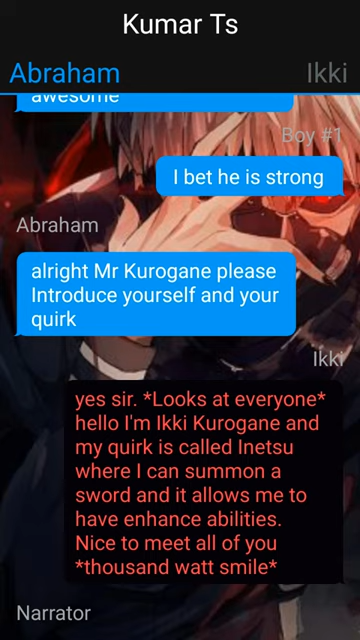 Kumar Ts
Abraham
Ikki
awesome
Boy #1
I bet he is strong
Abraham
alright Mr Kurogane please
Introduce yourself and your
quirk
Ikki
yes sir. *Looks at everyone*
hello I'm Ikki Kurogane and
my quirk is called Inetsu
where I can summon a
sword and it allows me to
have enhance abilities.
Nice to meet all of you
*thousand watt smile*
Narrator